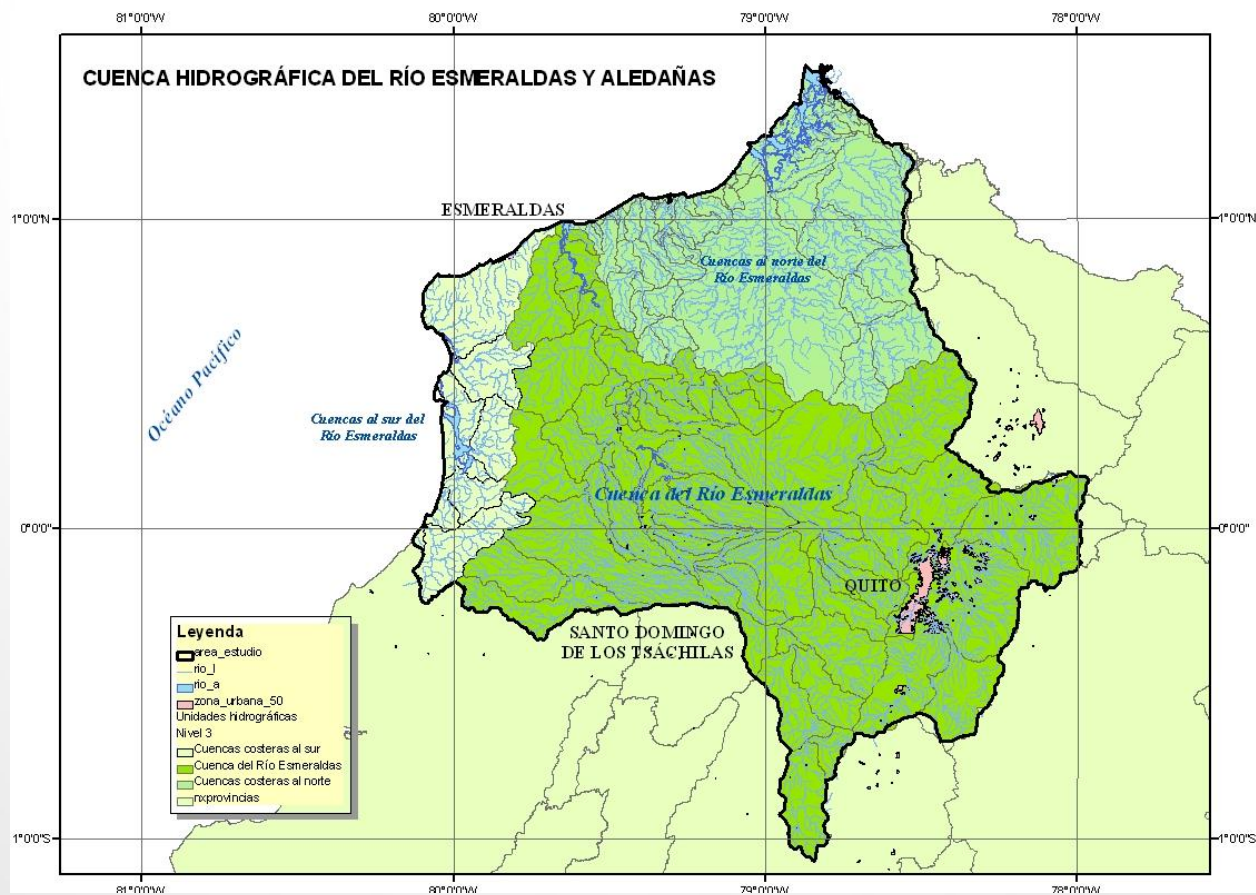 81°0'0"W 80°0'0"W 79°0'0"W 78°0'0"W
CUENCA HIDROGRÁFICA DEL RÍO ESMERALDAS Y ALEDAÑAS
1°0'0"N
1°0'0"N
ESMERALDAS
Cuencas al norte del
Río Esmeraldas
Océano Pacífico
Cuencas al sur del
Río Esmeraldas
Cuenca del Río Esmeraldas
0°0'0"
0°0'0"
QUITO
SANTO DOMINGO
DE LOS TSÁCHILAS
Leyenda
area_estudio
rio_l
rio_a
zona_urbana_50
Unidades hidrográficas
Nivel 3
Cuencas costeras al sur
Cuenca del Río Esmeraldas
Cuencas costeras al norte
nxprovincias
1°0'0"S
1°0'0"S
81°0'0"W 80°0'0"W 79°0'0"W 78°0'0"W